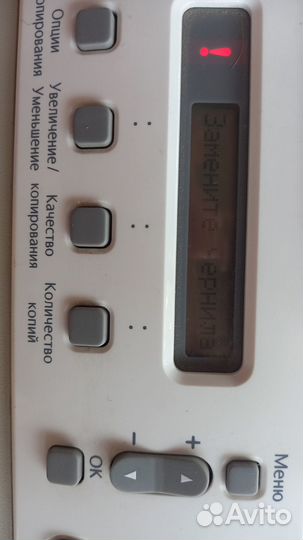 Замените чернила
Опции
копирования
Увеличение /
Уменьшение
Качество
копирования
Количество
копий
- +
Меню
OK
Avito